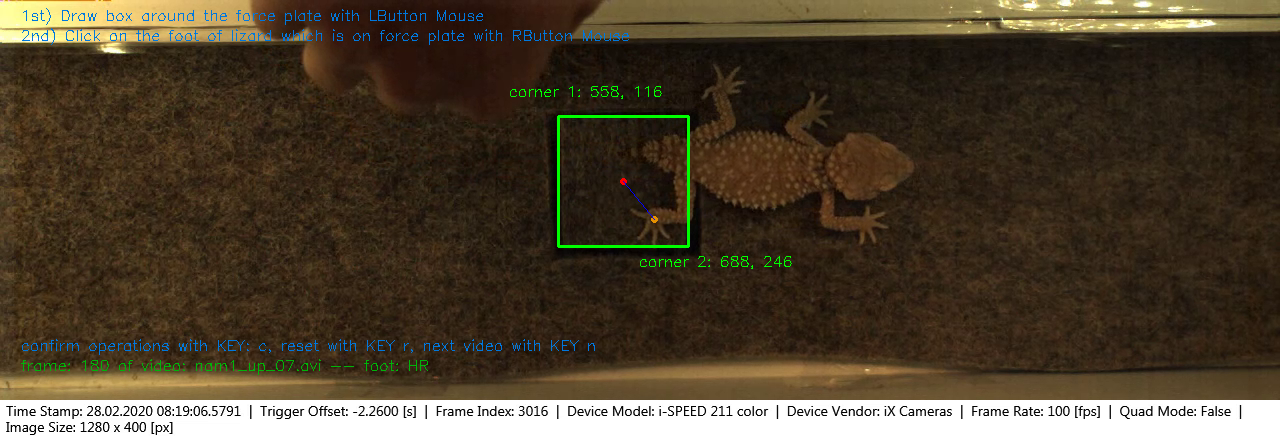 1st) Draw box around the force plate with LButton Mouse
2nd) Click on the foot of lizard which is on force plate with RButton Mouse
corner 1: 558, 116
corner 2: 688, 246
confirm operations with KEY: c, reset with KEY r, next video with KEY n
frame: 180 of video: nam1_up_07.avi -- foot: HR
Time Stamp: 28.02.2020 08:19:06.5791 | Trigger Offset: -2.2600 [s] | Frame Index: 3016 | Device Model: i-SPEED 211 color | Device Vendor: iX Cameras | Frame Rate: 100 [fps] | Quad Mode: False |
Image Size: 1280 x 400 [px]